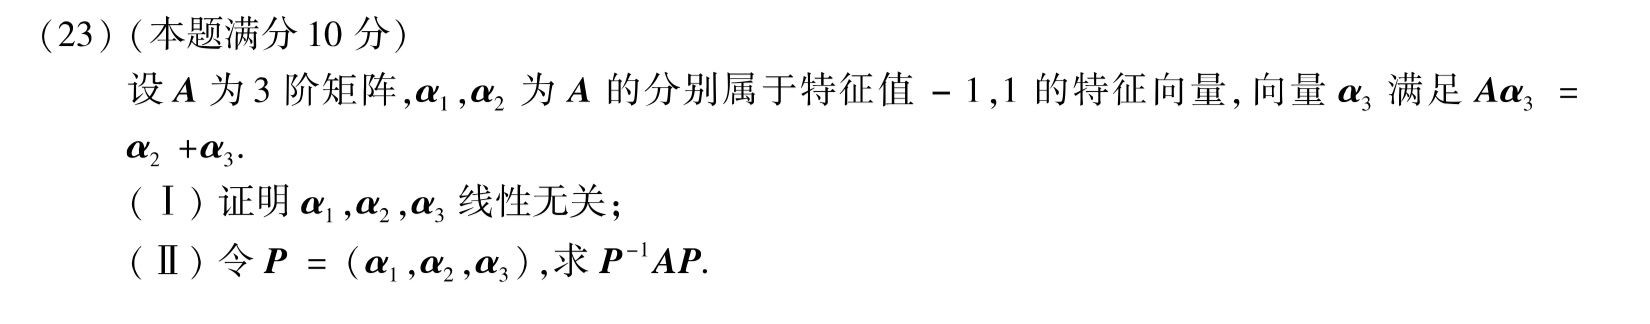 (23)(本题满分 10 分)
设 A 为 3 阶矩阵,α₁,α₂ 为 A 的分别属于特征值 - 1,1 的特征向量,向量 α₃ 满足 Aα₃ =
α₂ +α₃.
(Ⅰ)证明 α₁,α₂,α₃ 线性无关;
(Ⅱ)令 P = (α₁,α₂,α₃),求 P⁻¹AP.